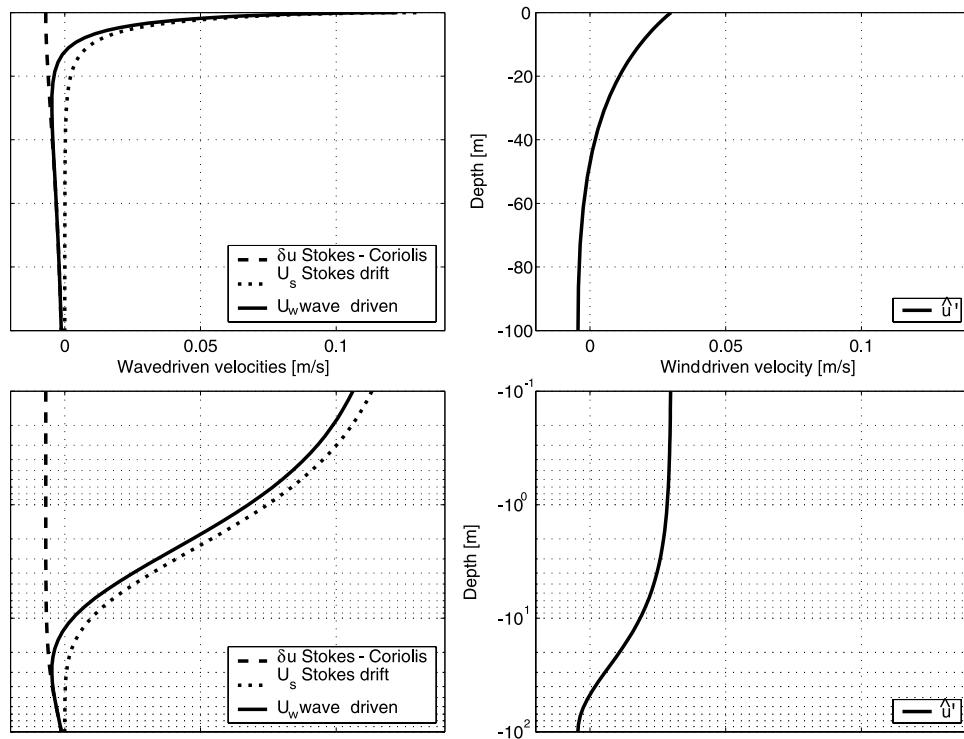 0
-20
-40
-60
-80
-100
Depth [m]
δu Stokes - Coriolis
U_s Stokes drift
U_w wave driven
û'
0 0.05 0.1
Wavedriven velocities [m/s]
0 0.05 0.1
Winddriven velocity [m/s]
-10^-1
-10^0
-10^1
-10^2
Depth [m]
δu Stokes - Coriolis
U_s Stokes drift
U_w wave driven
û'